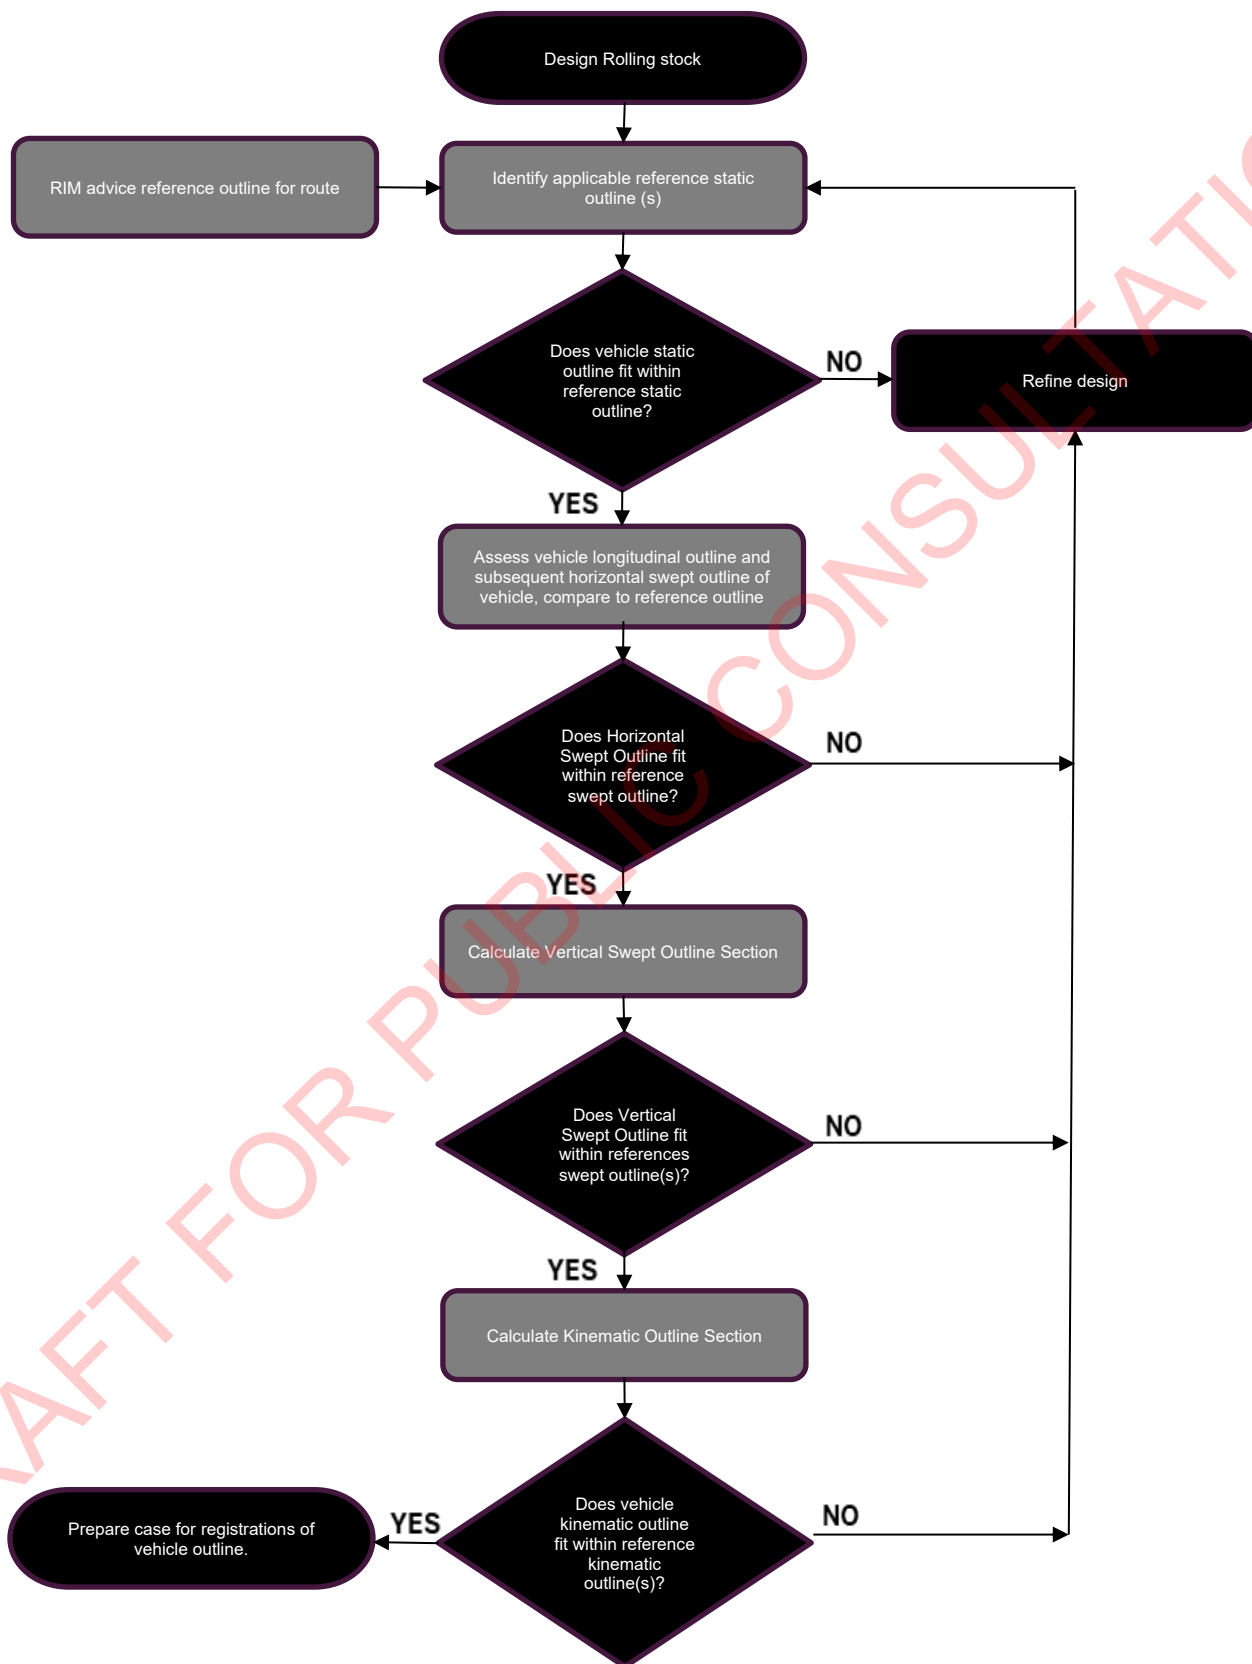 Design Rolling stock
RIM advice reference outline for route
Identify applicable reference static
outline (s)
Does vehicle static
outline fit within
reference static
outline?
NO
Refine design
YES
Assess vehicle longitudinal outline and
subsequent horizontal swept outline of
vehicle, compare to reference outline
Does Horizontal
Swept Outline fit
within reference
swept outline?
NO
YES
Calculate Vertical Swept Outline Section
Does Vertical
Swept Outline fit
within references
swept outline(s)?
NO
YES
Calculate Kinematic Outline Section
Does vehicle
kinematic outline
fit within reference
kinematic
outline(s)?
NO
YES
Prepare case for registrations of
vehicle outline.
RAFT FOR PUBLIC CONSULTATIO